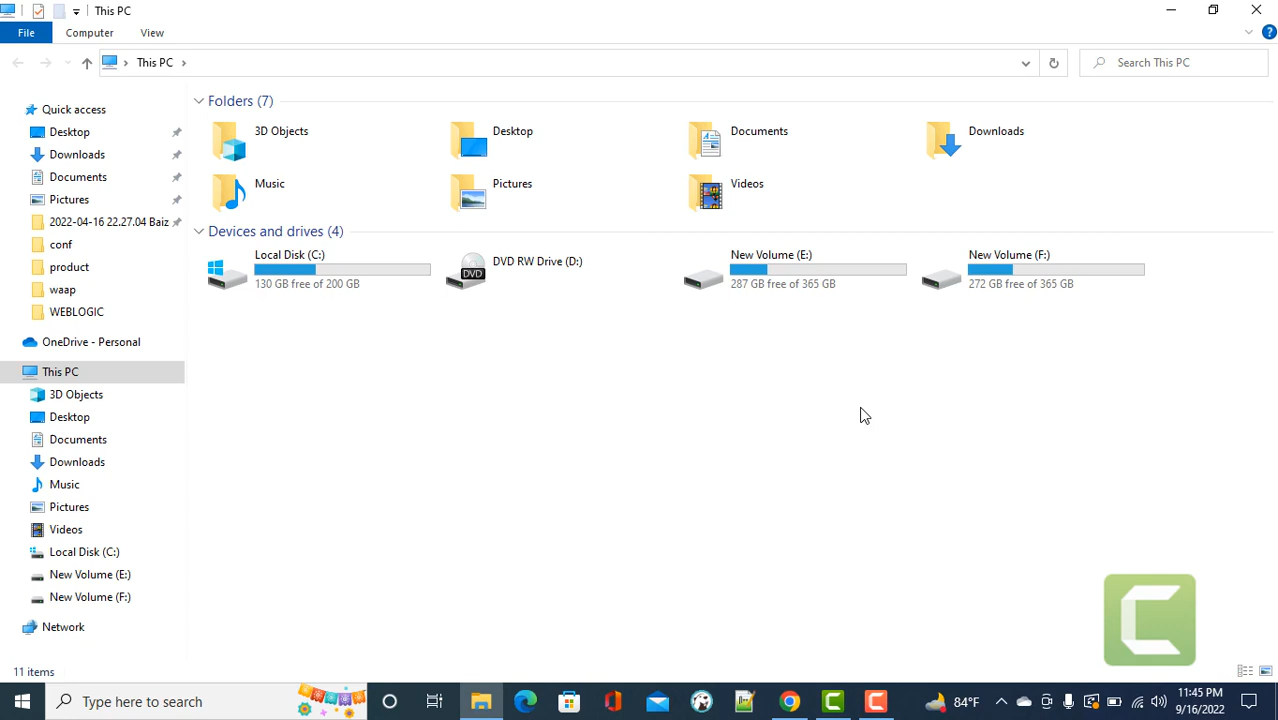 This PC
File
Computer
View
This PC
Search This PC
Quick access
Desktop
Downloads
Documents
Pictures
2022-04-16 22.27.04 Baiz
conf
product
waap
WEBLOGIC
OneDrive - Personal
This PC
3D Objects
Desktop
Documents
Downloads
Music
Pictures
Videos
Local Disk (C:)
New Volume (E:)
New Volume (F:)
Network
Folders (7)
3D Objects
Desktop
Documents
Downloads
Music
Pictures
Videos
Devices and drives (4)
Local Disk (C:)
130 GB free of 200 GB
DVD RW Drive (D:)
DVD
New Volume (E:)
287 GB free of 365 GB
New Volume (F:)
272 GB free of 365 GB
11 items
Type here to search
84°F
11:45 PM
9/16/2022